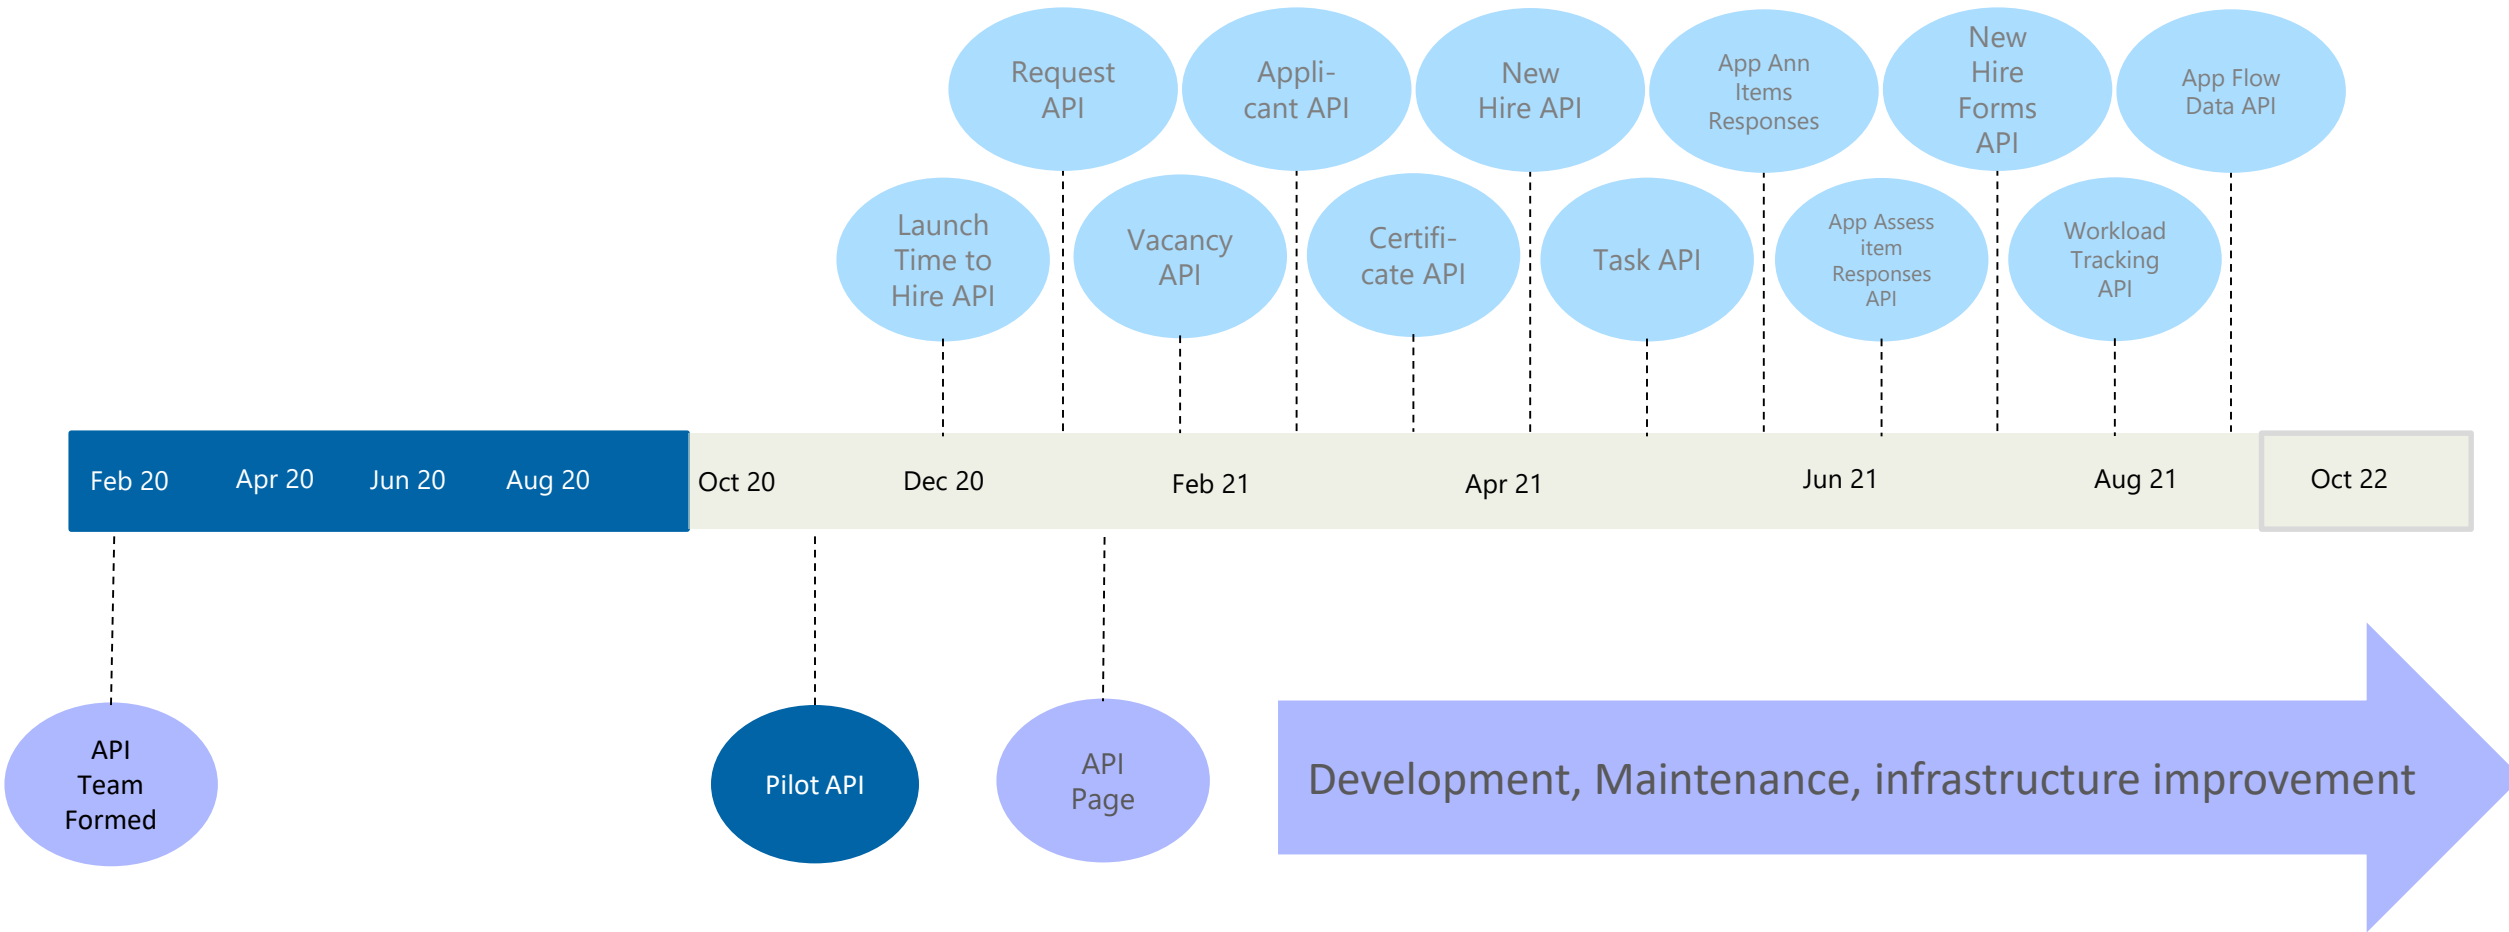 Request
API
Appli-
cant API
New
Hire API
App Ann
Items
Responses
New
Hire
Forms
API
App Flow
Data API
Launch
Time to
Hire API
Vacancy
API
Certifi-
cate API
Task API
App Assess
item
Responses
API
Workload
Tracking
API
Feb 20
Apr 20
Jun 20
Aug 20
Oct 20
Dec 20
Feb 21
Apr 21
Jun 21
Aug 21
Oct 22
API
Team
Formed
Pilot API
API
Page
Development, Maintenance, infrastructure improvement